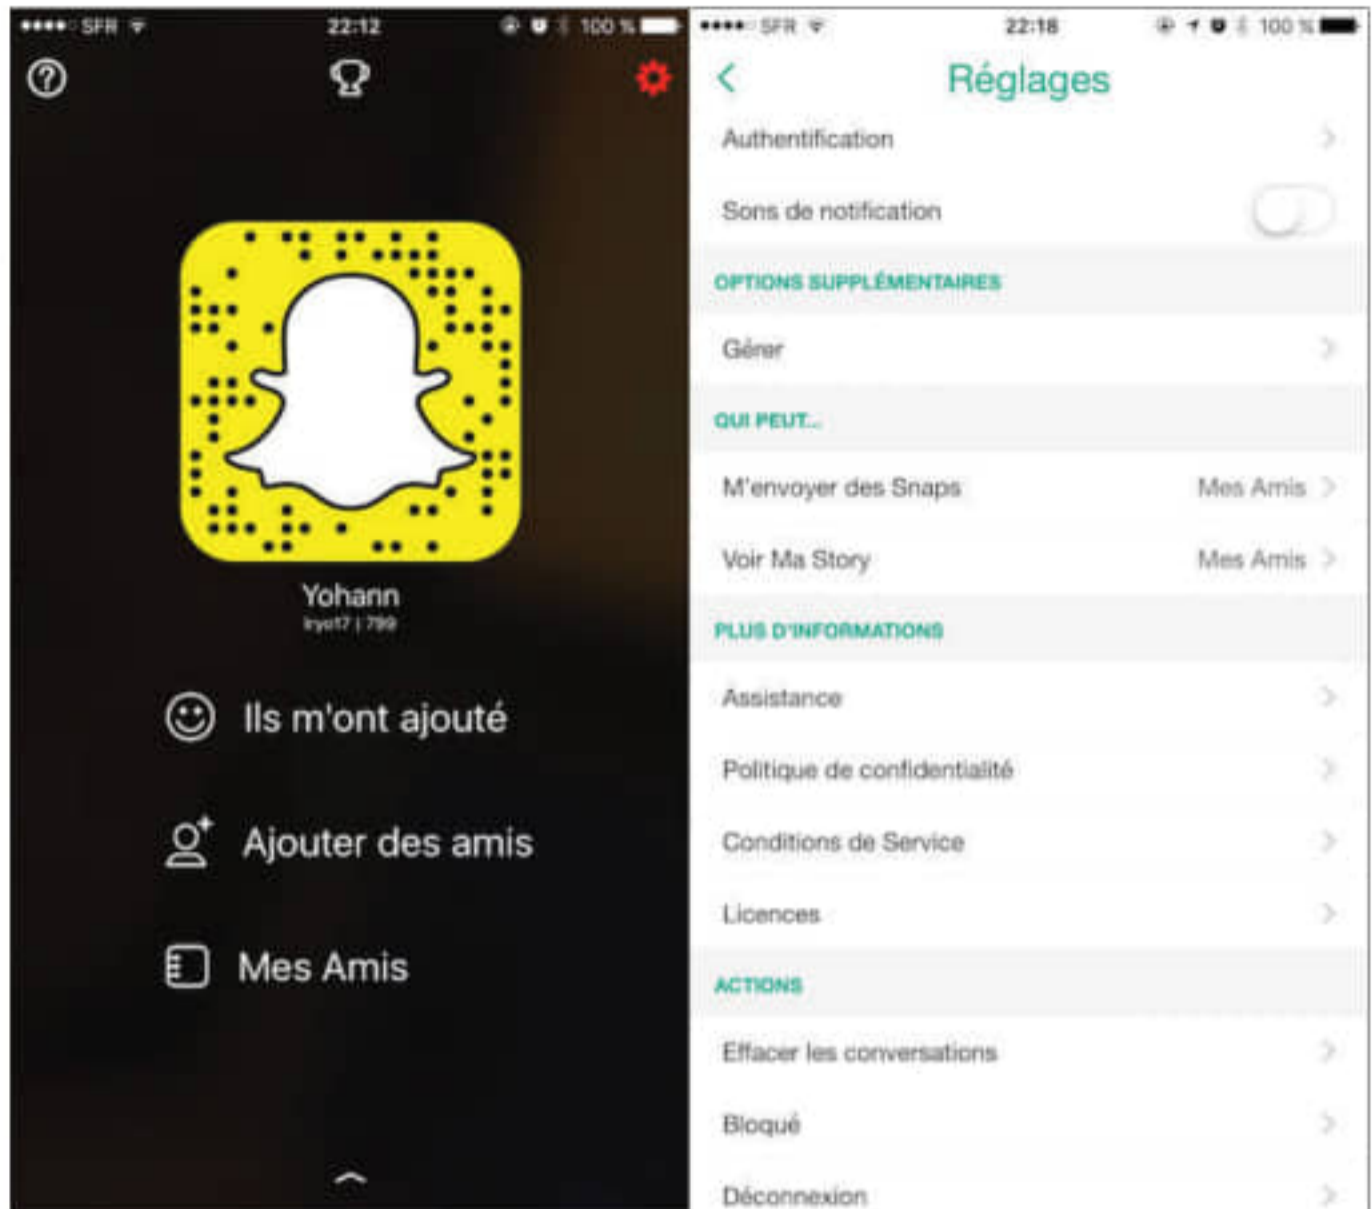 SFR
22:12
100 %
Yohann
Ils m'ont ajouté
Ajouter des amis
Mes Amis
SFR
22:18
100 %
Réglages
Authentification
Sons de notification
OPTIONS SUPPLÉMENTAIRES
Gérer
QUI PEUT...
M'envoyer des Snaps
Mes Amis
Voir Ma Story
Mes Amis
PLUS D'INFORMATIONS
Assistance
Politique de confidentialité
Conditions de Service
Licences
ACTIONS
Effacer les conversations
Bloqué
Déconnexion